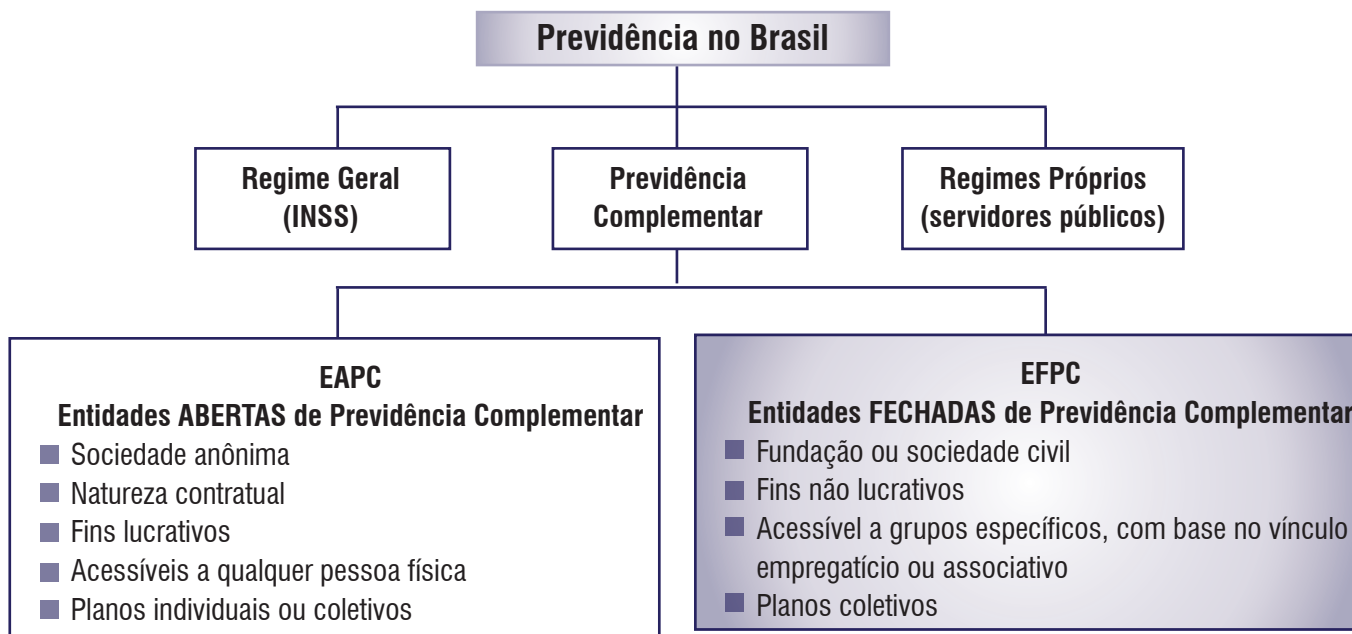 Previdência no Brasil
Regime Geral
(INSS)
Previdência
Complementar
Regimes Próprios
(servidores públicos)
EAPC
Entidades ABERTAS de Previdência Complementar
Sociedade anônima
Natureza contratual
Fins lucrativos
Acessíveis a qualquer pessoa física
Planos individuais ou coletivos
EFPC
Entidades FECHADAS de Previdência Complementar
Fundação ou sociedade civil
Fins não lucrativos
Acessível a grupos específicos, com base no vínculo
empregatício ou associativo
Planos coletivos